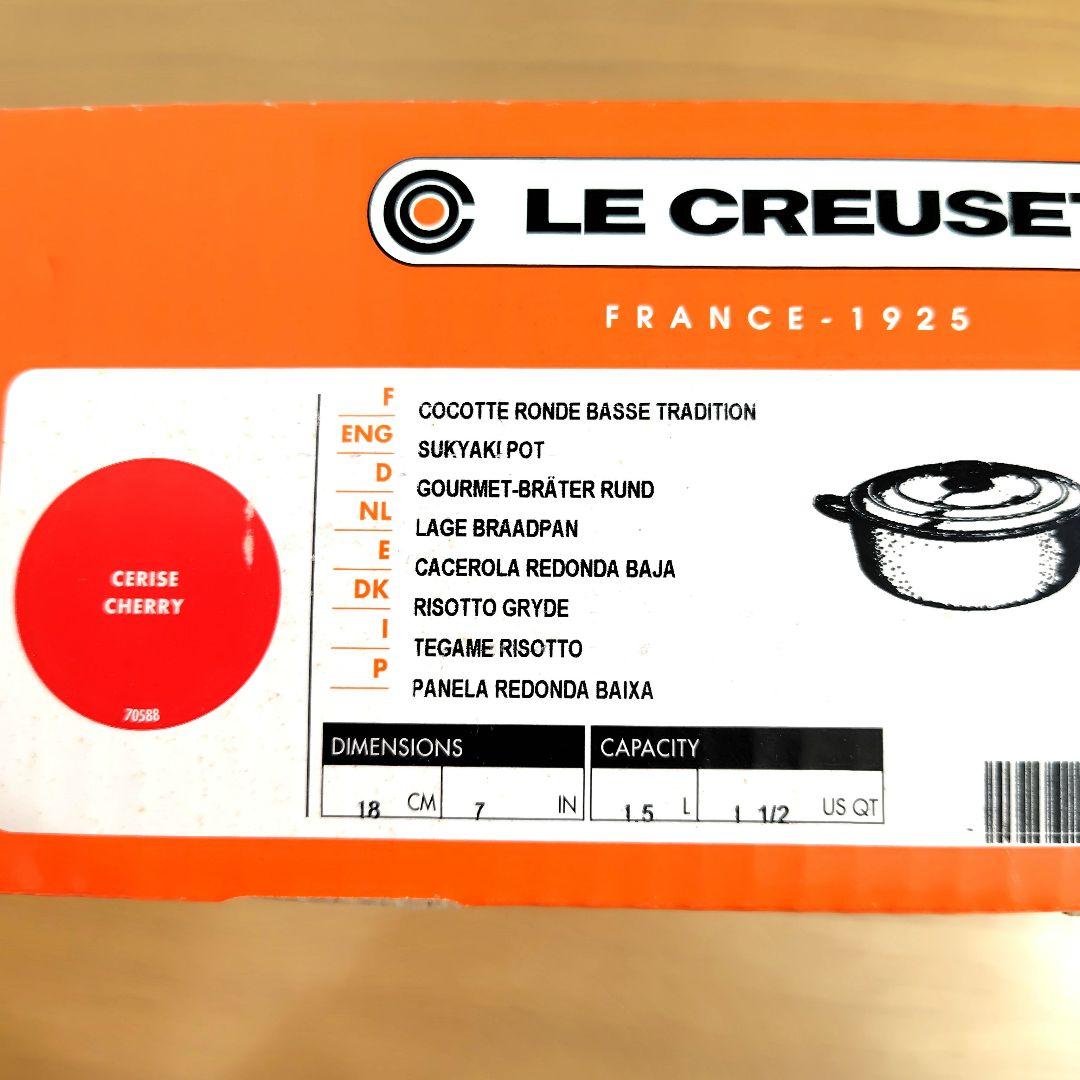 LE CREUSET
FRANCE-1925
F COCOTTE RONDE BASSE TRADITION
ENG SUKYAKI POT
D GOURMET-BRÄTER RUND
NL LAGE BRAADPAN
E CACEROLA REDONDA BAJA
DK RISOTTO GRYDE
I TEGAME RISOTTO
P PANELA REDONDA BAIXA
CERISE
CHERRY
7058B
DIMENSIONS CAPACITY
18 CM 7 IN 1.5 L 1 1/2 US QT